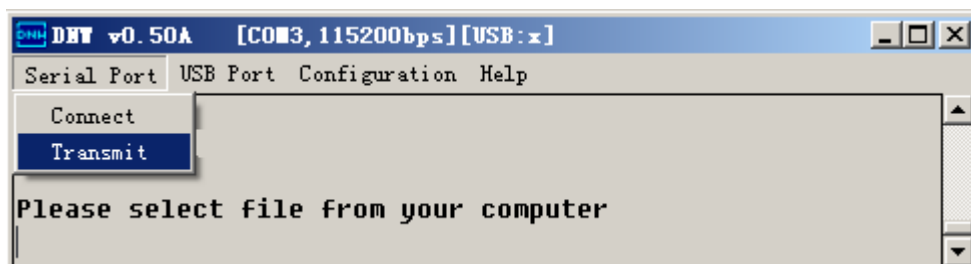 DNW DNW v0.50A [COM3,115200bps][USB:x]
Serial Port USB Port Configuration Help
Connect
Transmit
Please select file from your computer